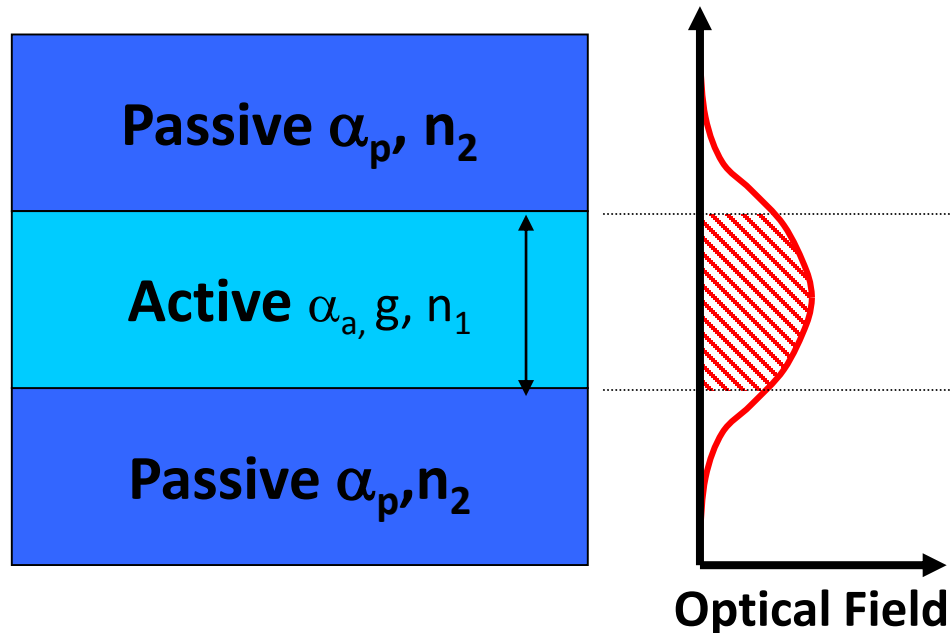 Passive αp, n2
Active αa, g, n1
Passive αp,n2
Optical Field